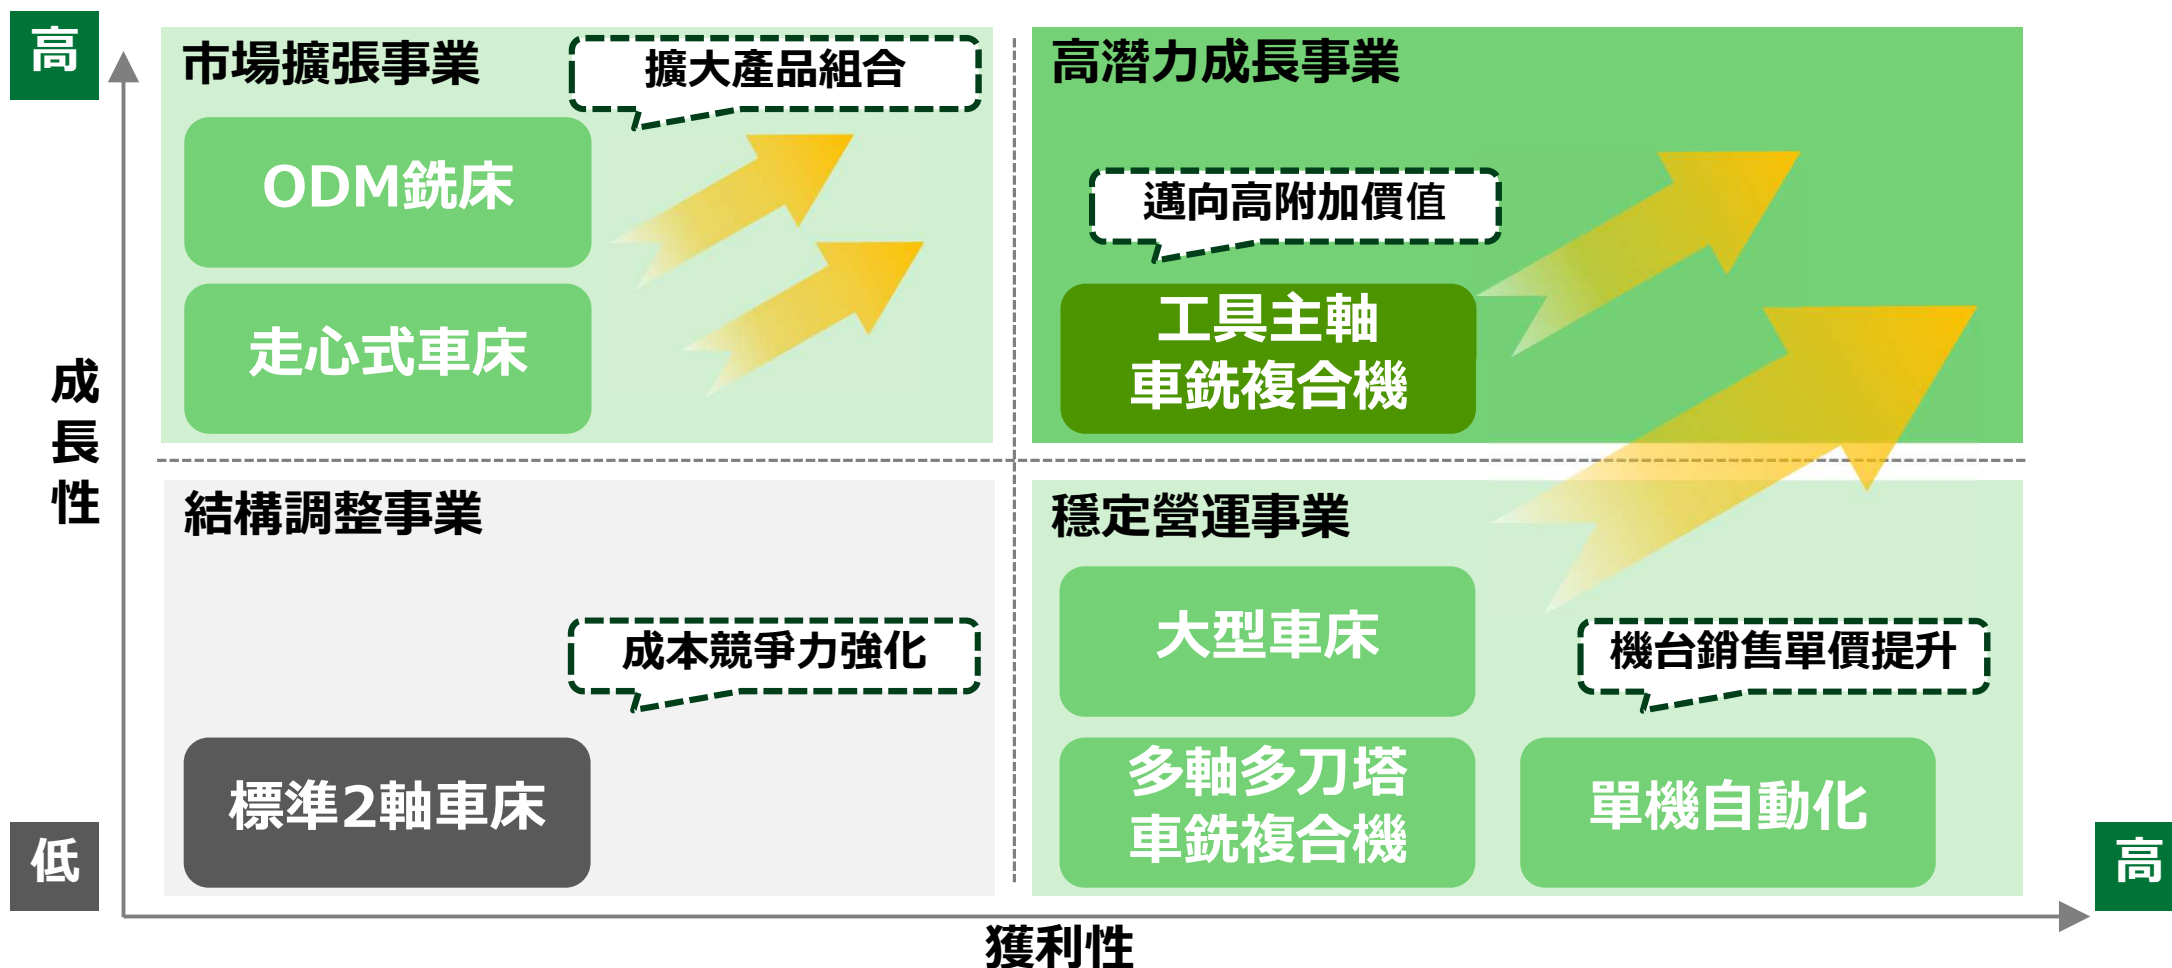 高
市場擴張事業
擴大產品組合
ODM銑床
走心式車床
高潛力成長事業
邁向高附加價值
工具主軸
車銑複合機
成
長
性
結構調整事業
成本競爭力強化
標準2軸車床
穩定營運事業
大型車床
機台銷售單價提升
多軸多刀塔
車銑複合機
單機自動化
低
高
獲利性